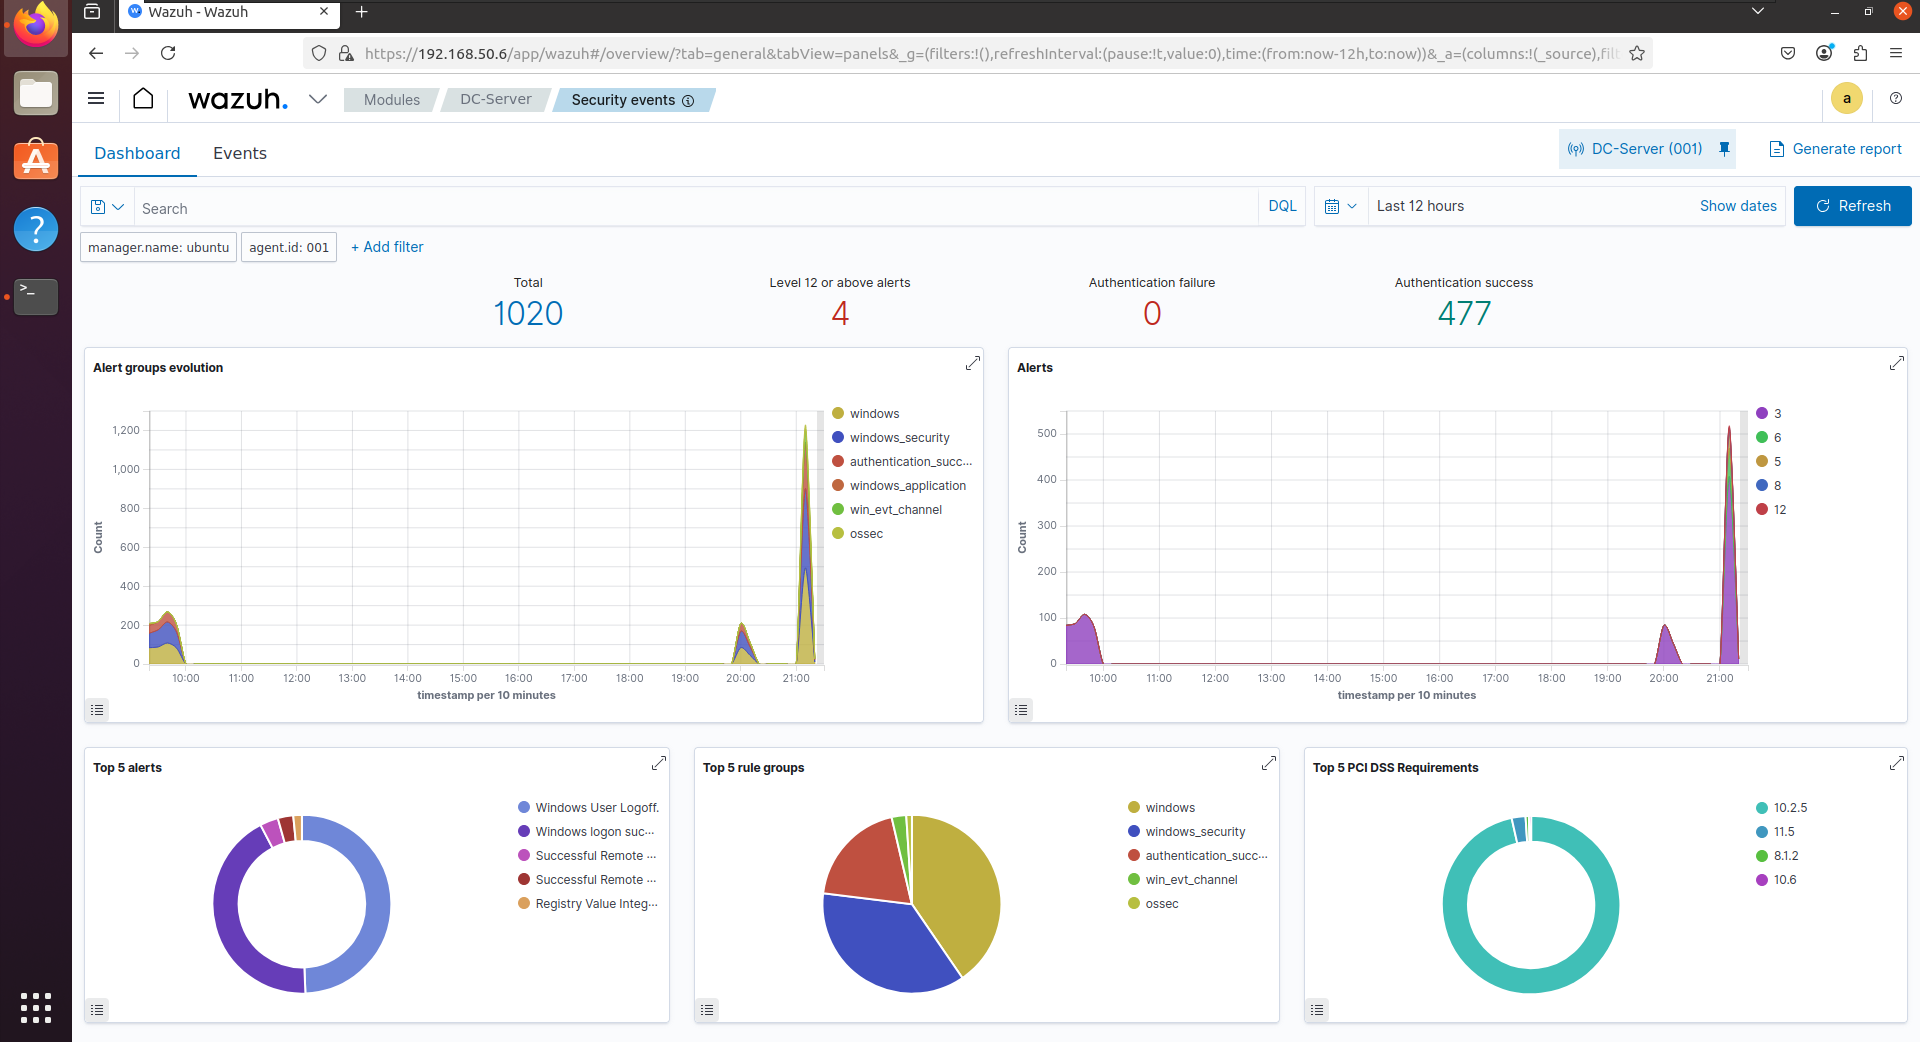 Wazuh - Wazuh
https://192.168.50.6/app/wazuh#/overview/?tab=general&tabView=panels&_g=(filters:!(),refreshInterval:(pause:!t,value:0),time:(from:now-12h,to:now))&_a=(columns:!(_source),filt
wazuh.
Modules
DC-Server
Security events
a
Dashboard
Events
DC-Server (001)
Generate report
Search
DQL
Last 12 hours
Show dates
Refresh
manager.name: ubuntu
agent.id: 001
+ Add filter
Total
1020
Level 12 or above alerts
4
Authentication failure
0
Authentication success
477
Alert groups evolution
Count
1,200
1,000
800
600
400
200
0
10:00 11:00 12:00 13:00 14:00 15:00 16:00 17:00 18:00 19:00 20:00 21:00
timestamp per 10 minutes
windows
windows_security
authentication_succ...
windows_application
win_evt_channel
ossec
Alerts
Count
500
400
300
200
100
0
10:00 11:00 12:00 13:00 14:00 15:00 16:00 17:00 18:00 19:00 20:00 21:00
timestamp per 10 minutes
3
6
5
8
12
Top 5 alerts
Windows User Logoff.
Windows logon suc...
Successful Remote ...
Successful Remote ...
Registry Value Integ...
Top 5 rule groups
windows
windows_security
authentication_succ...
win_evt_channel
ossec
Top 5 PCI DSS Requirements
10.2.5
11.5
8.1.2
10.6